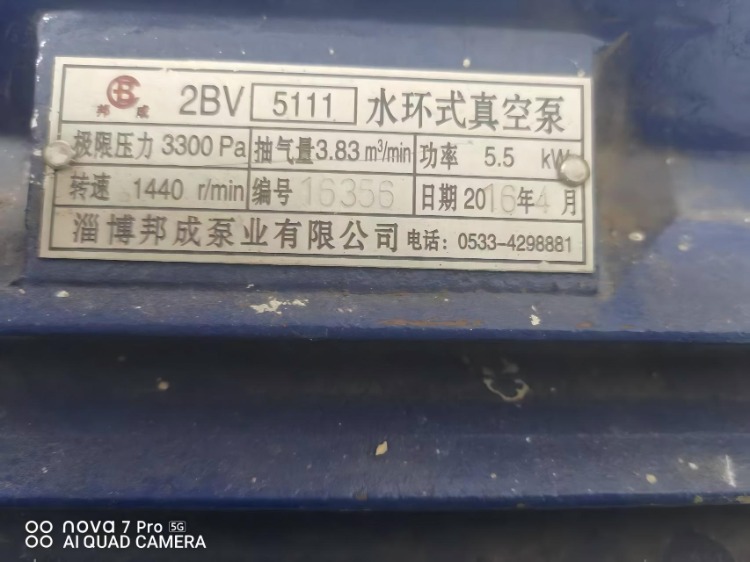 邦成 2BV 5111 水环式真空泵
极限压力 3300 Pa 抽气量 3.83 m³/min 功率 5.5 kW
转速 1440 r/min 编号 16356 日期 2016年4月
淄博邦成泵业有限公司 电话：0533-4298881
nova 7 Pro 5G
AI QUAD CAMERA